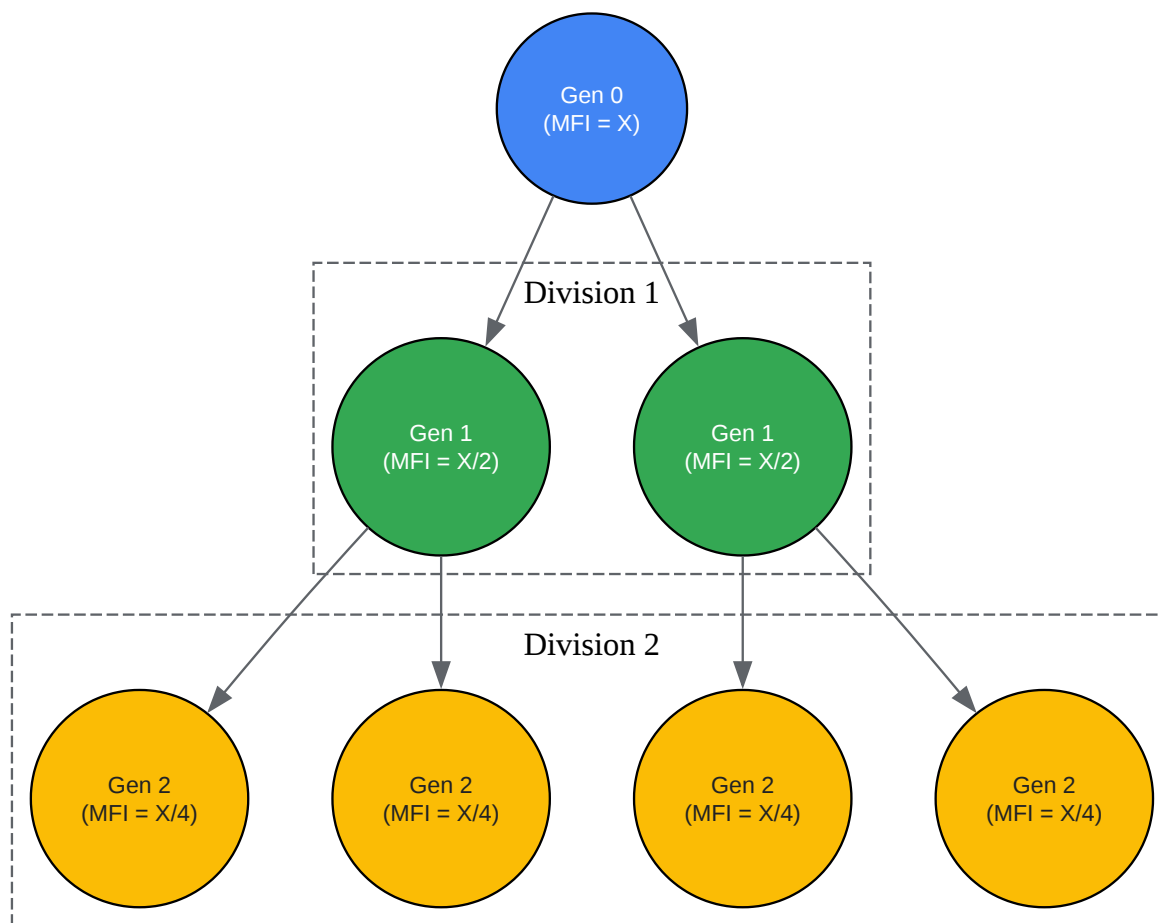 Gen 0
(MFI = X)
Division 1
Gen 1
(MFI = X/2)
Gen 1
(MFI = X/2)
Division 2
Gen 2
(MFI = X/4)
Gen 2
(MFI = X/4)
Gen 2
(MFI = X/4)
Gen 2
(MFI = X/4)